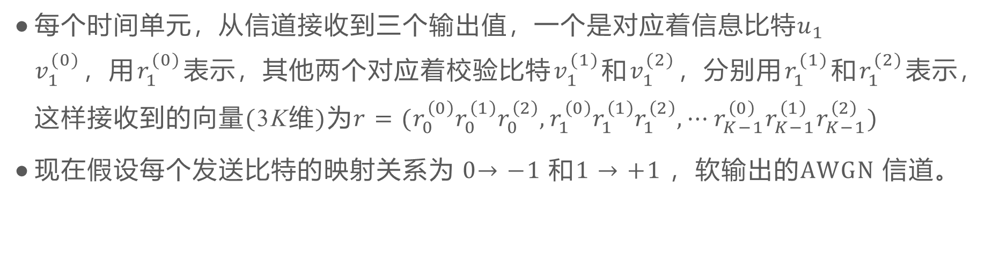 ● 每个时间单元，从信道接收到三个输出值，一个是对应着信息比特$u_1$
$v_1^{(0)}$，用$r_1^{(0)}$表示，其他两个对应着校验比特$v_1^{(1)}$和$v_1^{(2)}$，分别用$r_1^{(1)}$和$r_1^{(2)}$表示，
这样接收到的向量(3K维)为$r = (r_0^{(0)}r_0^{(1)}r_0^{(2)}, r_1^{(0)}r_1^{(1)}r_1^{(2)}, \cdots r_{K-1}^{(0)}r_{K-1}^{(1)}r_{K-1}^{(2)})$
● 现在假设每个发送比特的映射关系为 0→ −1 和1 → +1 ，软输出的AWGN 信道。